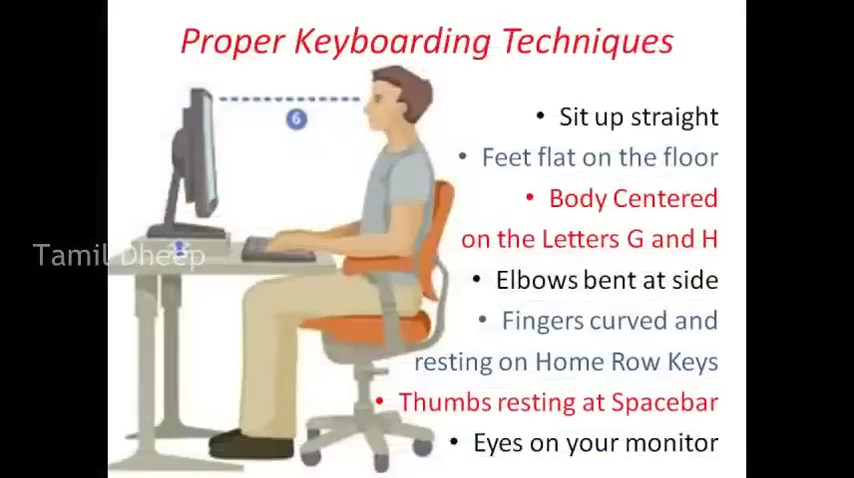 Proper Keyboarding Techniques
6
• Sit up straight
• Feet flat on the floor
• Body Centered
on the Letters G and H
Tamil Dheep
• Elbows bent at side
• Fingers curved and
resting on Home Row Keys
• Thumbs resting at Spacebar
• Eyes on your monitor